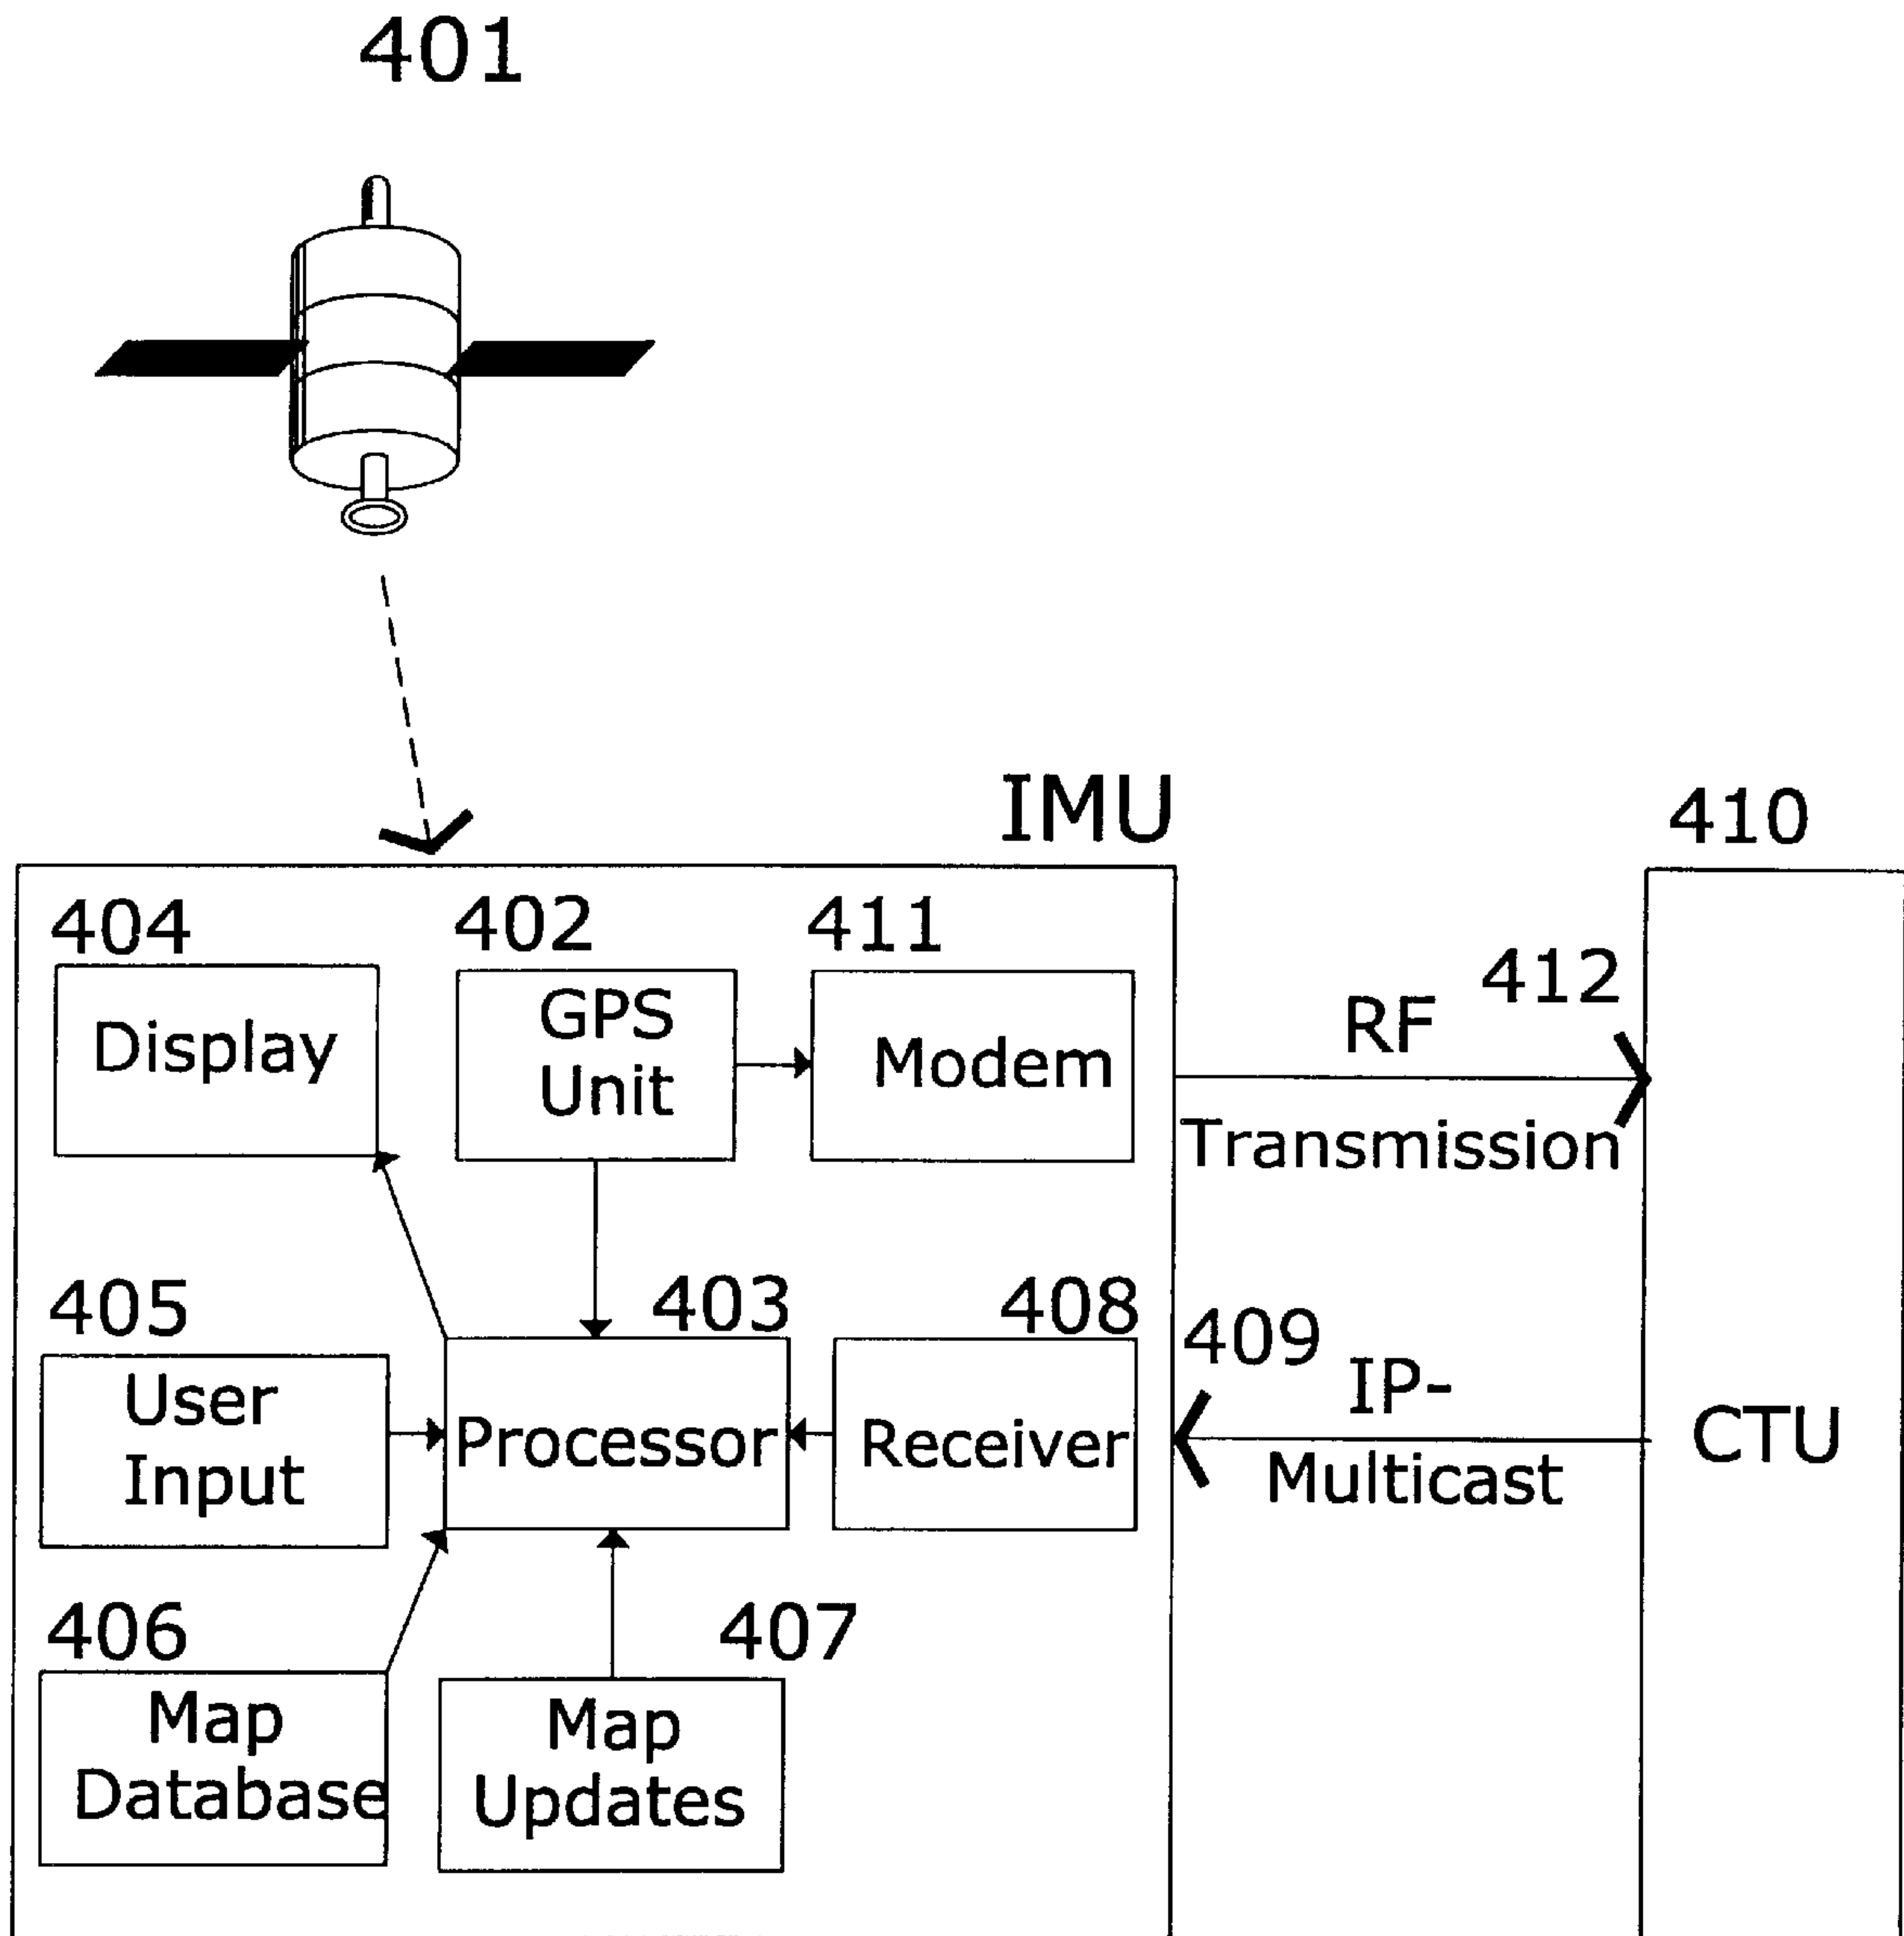 401
IMU
410
404
402
411
412
Display
GPS
Unit
Modem
RF
Transmission
405
403
408
409
User
Input
Processor
Receiver
IP-
Multicast
CTU
406
407
Map
Database
Map
Updates